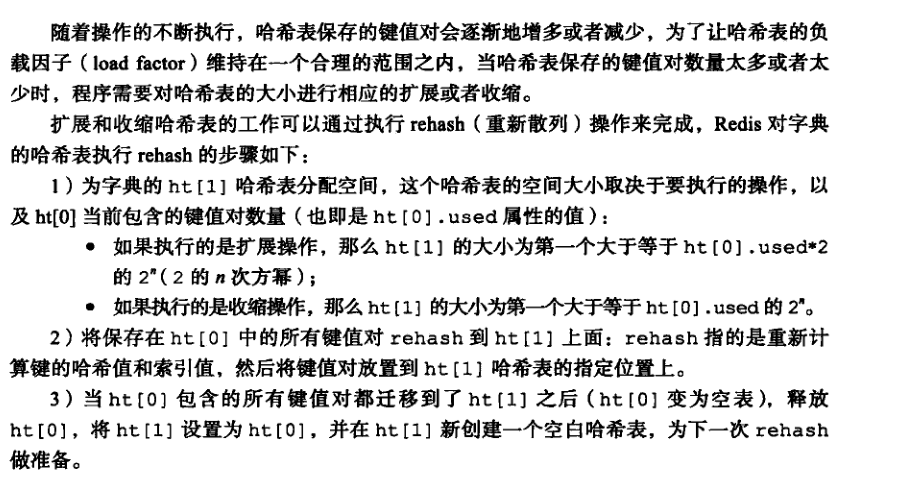 随着操作的不断执行，哈希表保存的键值对会逐渐地增多或者减少，为了让哈希表的负
载因子（load factor）维持在一个合理的范围之内，当哈希表保存的键值对数量太多或者太
少时，程序需要对哈希表的大小进行相应的扩展或者收缩。
扩展和收缩哈希表的工作可以通过执行 rehash（重新散列）操作来完成，Redis 对字典
的哈希表执行 rehash 的步骤如下：
1）为字典的 ht[1] 哈希表分配空间，这个哈希表的空间大小取决于要执行的操作，以
及 ht[0] 当前包含的键值对数量（也即是 ht[0].used 属性的值）：
• 如果执行的是扩展操作，那么 ht[1] 的大小为第一个大于等于 ht[0].used*2
的 2ⁿ（2 的 n 次方幂）；
• 如果执行的是收缩操作，那么 ht[1] 的大小为第一个大于等于 ht[0].used 的 2ⁿ。
2）将保存在 ht[0] 中的所有键值对 rehash 到 ht[1] 上面：rehash 指的是重新计
算键的哈希值和索引值，然后将键值对放置到 ht[1] 哈希表的指定位置上。
3）当 ht[0] 包含的所有键值对都迁移到了 ht[1] 之后（ht[0] 变为空表），释放
ht[0]，将 ht[1] 设置为 ht[0]，并在 ht[1] 新创建一个空白哈希表，为下一次 rehash
做准备。